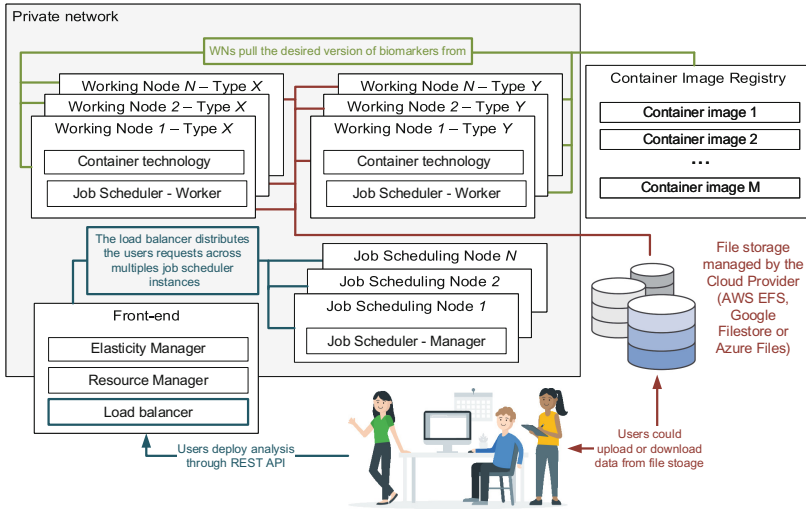 Private network
WNs pull the desired version of biomarkers from
Working Node N – Type X
Working Node 2 – Type X
Working Node 1 – Type X
Container technology
Job Scheduler - Worker
Working Node N – Type Y
Working Node 2 – Type Y
Working Node 1 – Type Y
Container technology
Job Scheduler - Worker
Container Image Registry
Container image 1
Container image 2
...
Container image M
The load balancer distributes
the users requests across
multiples job scheduler
instances
Job Scheduling Node N
Job Scheduling Node 2
Job Scheduling Node 1
Job Scheduler - Manager
File storage
managed by the
Cloud Provider
(AWS EFS,
Google
Filestore or
Azure Files)
Front-end
Elasticity Manager
Resource Manager
Load balancer
Users deploy analysis
through REST API
Users could
upload or download
data from file stoage